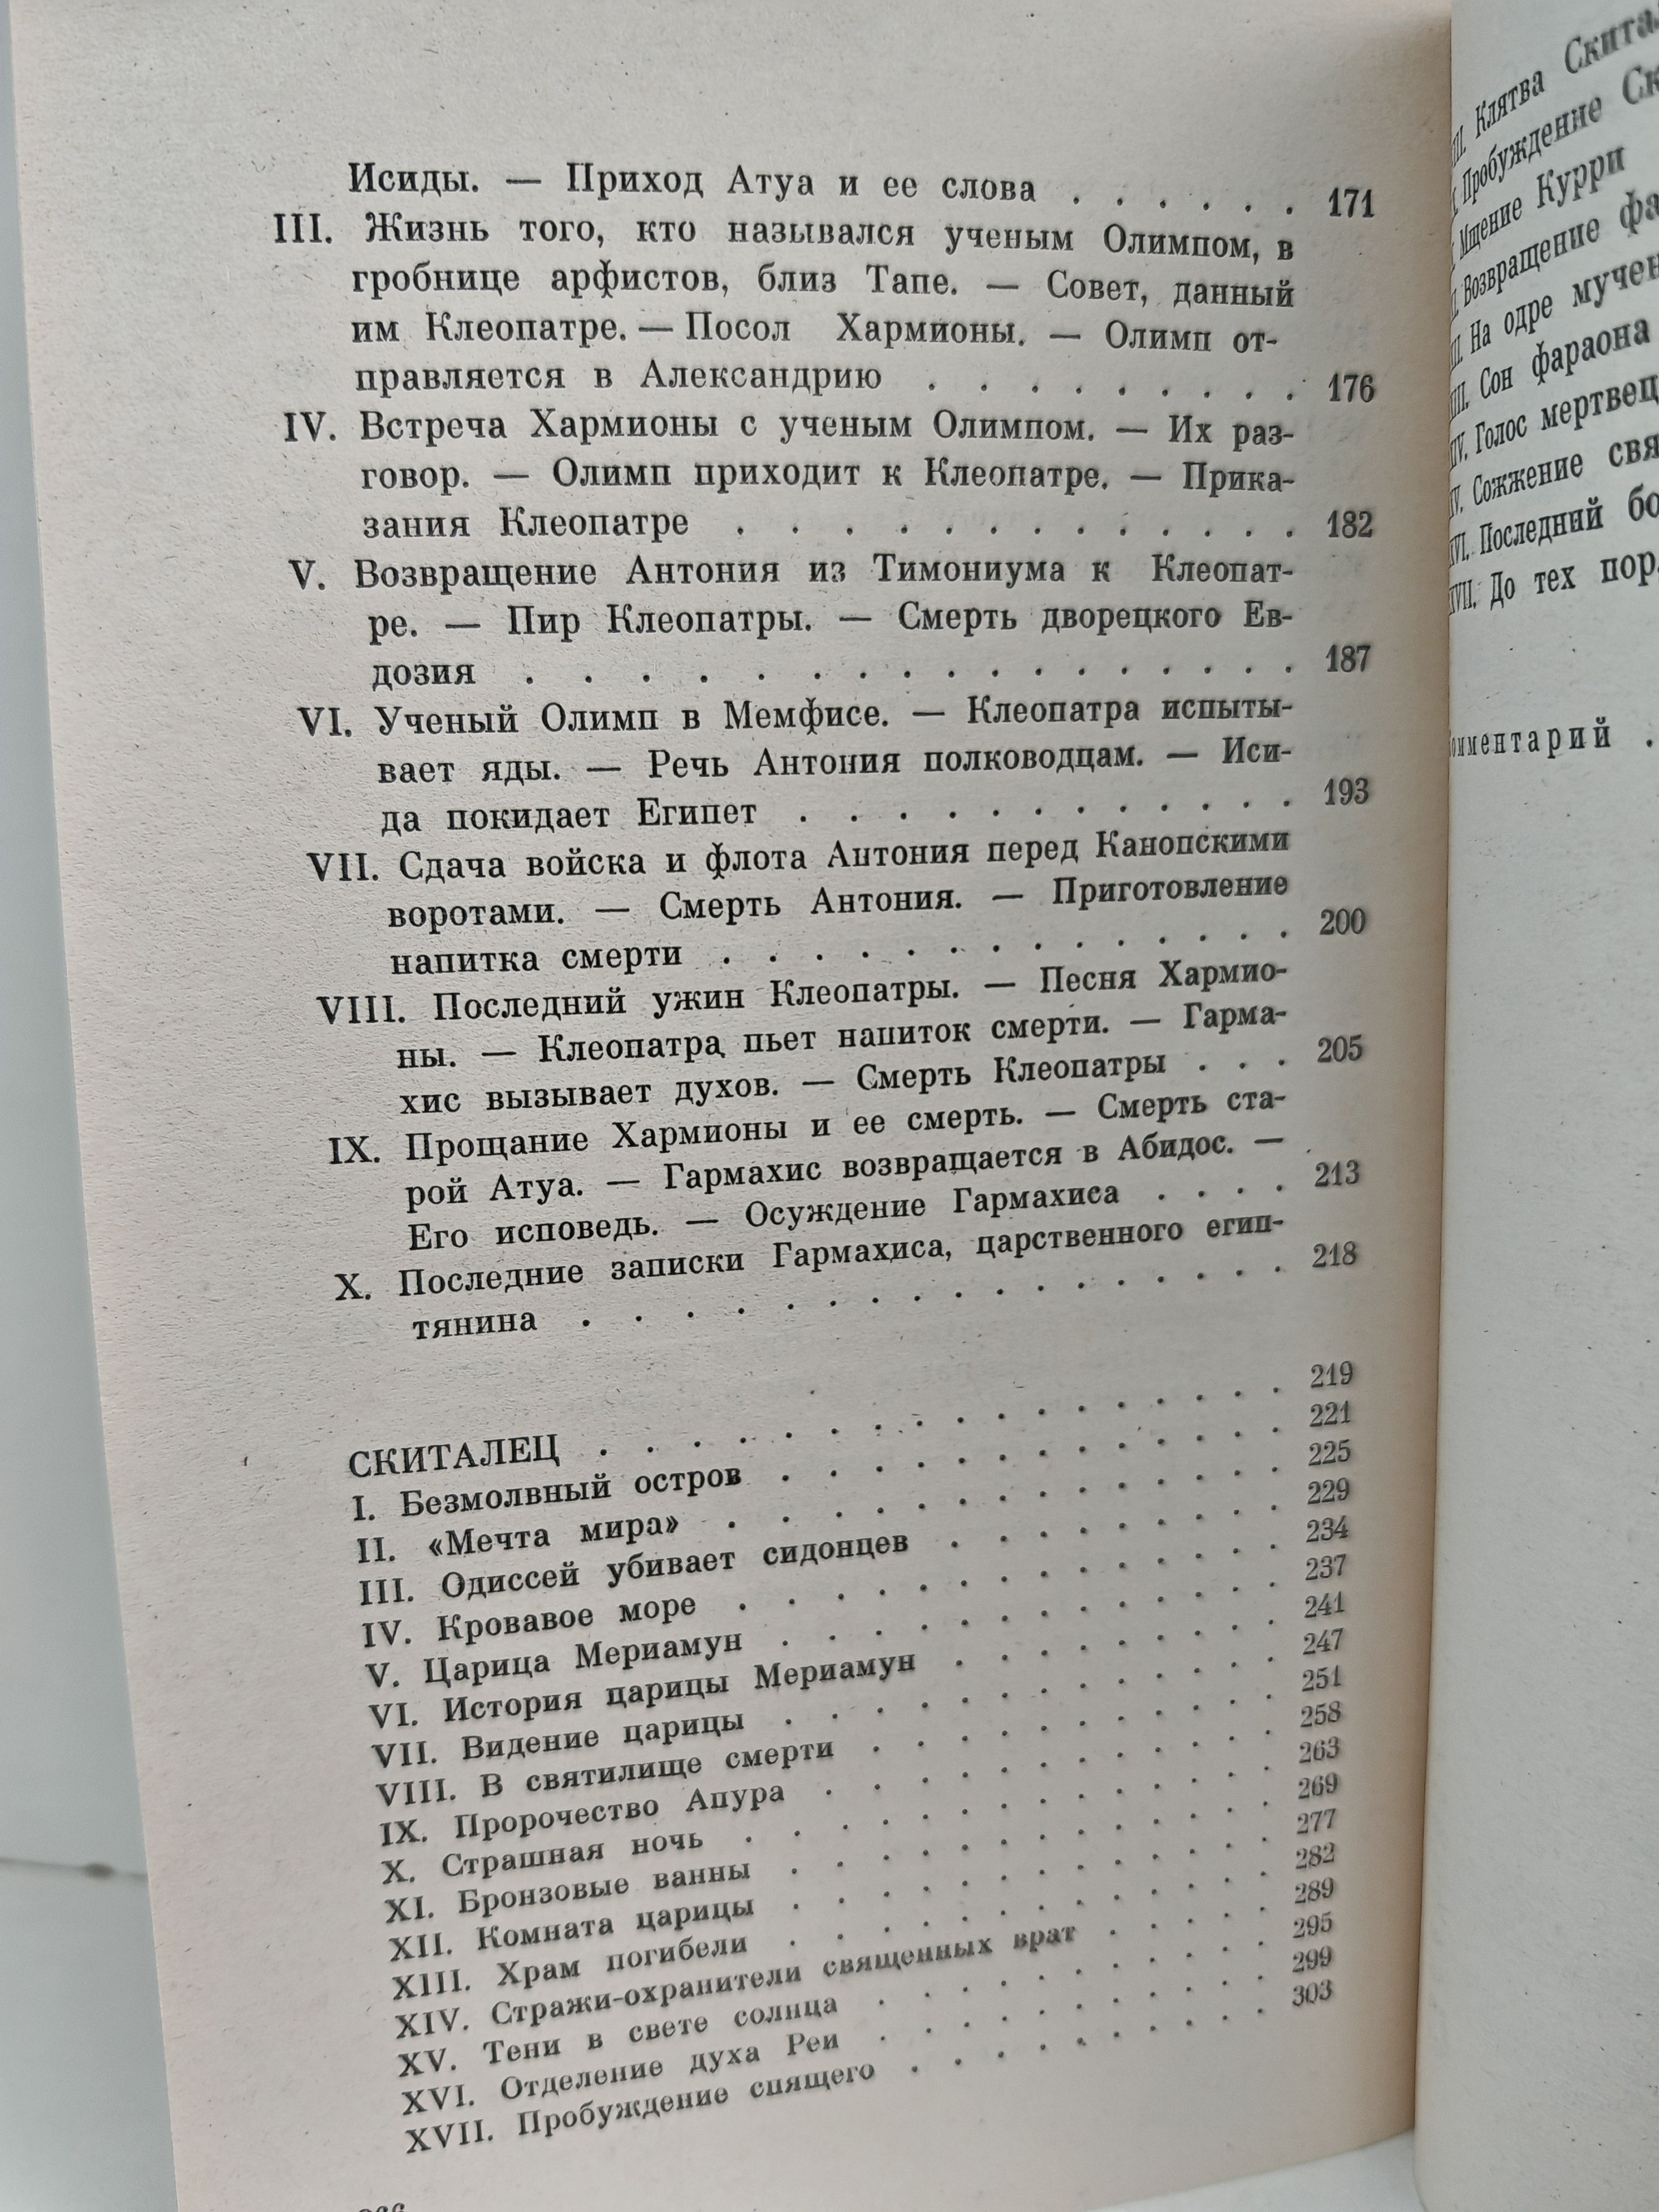 Исиды. — Приход Атуа и ее слова . . . . . . 171
III. Жизнь того, кто назывался ученым Олимпом, в
гробнице арфистов, близ Тапе. — Совет, данный
им Клеопатре. — Посол Хармионы. — Олимп от-
правляется в Александрию . . . . . . . . . 176
IV. Встреча Хармионы с ученым Олимпом. — Их раз-
говор. — Олимп приходит к Клеопатре. — Прика-
зания Клеопатре . . . . . . . . . . . . . 182
V. Возвращение Антония из Тимониума к Клеопат-
ре. — Пир Клеопатры. — Смерть дворецкого Ев-
дозия . . . . . . . . . . . . . . . . . 187
VI. Ученый Олимп в Мемфисе. — Клеопатра испыты-
вает яды. — Речь Антония полководцам. — Иси-
да покидает Египет . . . . . . . . . . . . 193
VII. Сдача войска и флота Антония перед Канопскими
воротами. — Смерть Антония. — Приготовление
напитка смерти . . . . . . . . . . . . . 200
VIII. Последний ужин Клеопатры. — Песня Хармио-
ны. — Клеопатра пьет напиток смерти. — Гарма-
хис вызывает духов. — Смерть Клеопатры . . . 205
IX. Прощание Хармионы и ее смерть. — Смерть ста-
рой Атуа. — Гармахис возвращается в Абидос. —
Его исповедь. — Осуждение Гармахиса . . . . 213
X. Последние записки Гармахиса, царственного егип-
тянина . . . . . . . . . . . . . . . . 218
СКИТАЛЕЦ . . . . . . . . . . . . . . . 219
I. Безмолвный остров . . . . . . . . . . . 221
II. «Мечта мира» . . . . . . . . . . . . 225
III. Одиссей убивает сидонцев . . . . . . . . 229
IV. Кровавое море . . . . . . . . . . . . 234
V. Царица Мериамун . . . . . . . . . . . 237
VI. История царицы Мериамун . . . . . . . . 241
VII. Видение царицы . . . . . . . . . . . 247
VIII. В святилище смерти . . . . . . . . . 251
IX. Пророчество Апура . . . . . . . . . . 258
X. Страшная ночь . . . . . . . . . . . . 263
XI. Бронзовые ванны . . . . . . . . . . . 269
XII. Комната царицы . . . . . . . . . . . 277
XIII. Храм погибели . . . . . . . . . . . 282
XIV. Стражи-охранители священных врат . . . . . 289
XV. Тени в свете солнца . . . . . . . . . 295
XVI. Отделение духа Реи . . . . . . . . . 299
XVII. Пробуждение спящего . . . . . . . . 303
Клятва
Пробуждение
Мщение Курри
Возвращение
На одре
Сон фараона
Голос
Сожжение
Последний
До тех